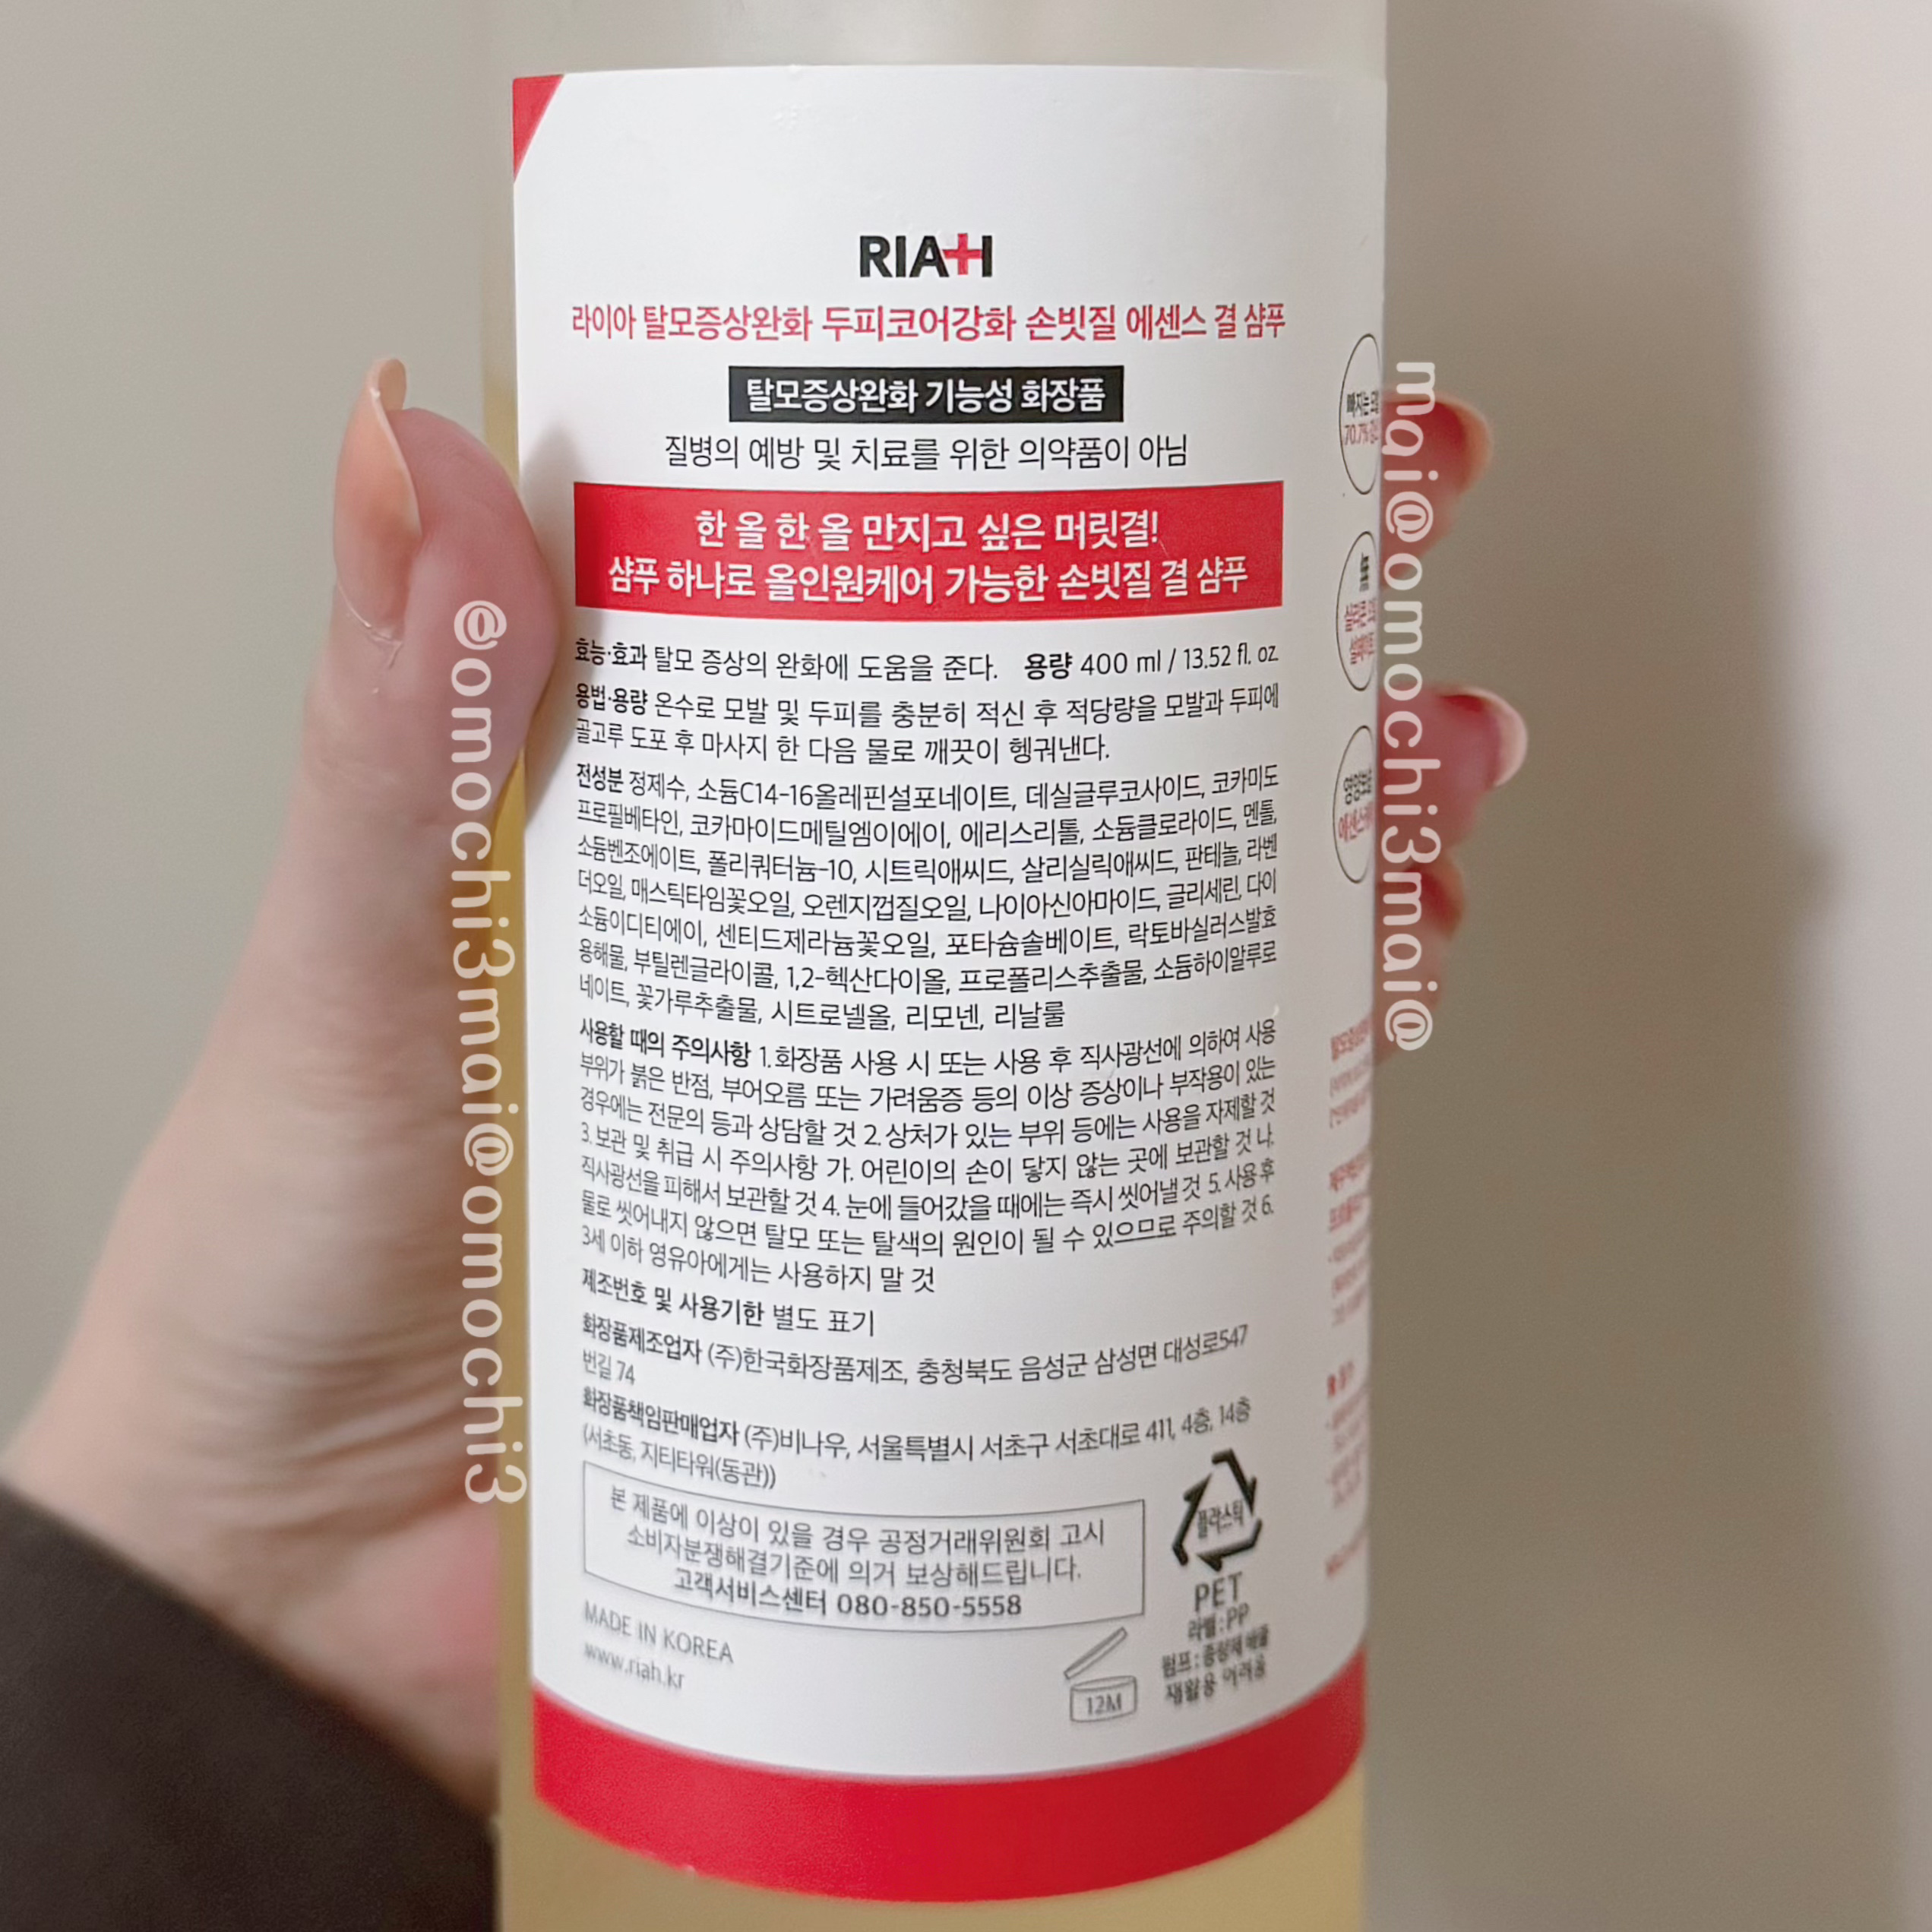 RIAH
라이아 탈모증상완화 두피코어강화 손빗질 에센스 결 샴푸
탈모증상완화 기능성 화장품
질병의 예방 및 치료를 위한 의약품이 아님
한 올 한 올 만지고 싶은 머릿결!
샴푸 하나로 올인원케어 가능한 손빗질 결 샴푸
효능·효과 탈모 증상의 완화에 도움을 준다. 용량 400 ml / 13.52 fl. oz.
용법·용량 온수로 모발 및 두피를 충분히 적신 후 적당량을 모발과 두피에
골고루 도포 후 마사지 한 다음 물로 깨끗이 헹궈낸다.
전성분 정제수, 소듐C14-16올레핀설포네이트, 데실글루코사이드, 코카미도
프로필베타인, 코카마이드메틸엠이에이, 에리스리톨, 소듐클로라이드, 멘톨,
소듐벤조에이트, 폴리쿼터늄-10, 시트릭애씨드, 살리실릭애씨드, 판테놀, 라벤
더오일, 매스틱타임꽃오일, 오렌지껍질오일, 나이아신아마이드, 글리세린, 다이
소듐이디티에이, 센티드제라늄꽃오일, 포타슘솔베이트, 락토바실러스발효
용해물, 부틸렌글라이콜, 1,2-헥산다이올, 프로폴리스추출물, 소듐하이알루로
네이트, 꽃가루추출물, 시트로넬올, 리모넨, 리날룰
사용할 때의 주의사항 1. 화장품 사용 시 또는 사용 후 직사광선에 의하여 사용
부위가 붉은 반점, 부어오름 또는 가려움증 등의 이상 증상이나 부작용이 있는
경우에는 전문의 등과 상담할 것 2. 상처가 있는 부위 등에는 사용을 자제할 것
3. 보관 및 취급 시 주의사항 가. 어린이의 손이 닿지 않는 곳에 보관할 것 나.
직사광선을 피해서 보관할 것 4. 눈에 들어갔을 때에는 즉시 씻어낼 것 5. 사용 후
물로 씻어내지 않으면 탈모 또는 탈색의 원인이 될 수 있으므로 주의할 것 6.
3세 이하 영유아에게는 사용하지 말 것
제조번호 및 사용기한 별도 표기
화장품제조업자 (주)한국화장품제조, 충청북도 음성군 삼성면 대성로547
번길 74
화장품책임판매업자 (주)비나우, 서울특별시 서초구 서초대로 411, 4층, 14층
(서초동, 지티타워(동관))
본 제품에 이상이 있을 경우 공정거래위원회 고시
소비자분쟁해결기준에 의거 보상해드립니다.
고객서비스센터 080-850-5558
MADE IN KOREA
www.riah.kr
12M
플라스틱
PET
라벨 : PP
펌프 : 종량제 배출
재활용 어려움
빠지는
70.7%
영양보습
@omochi3mai@omochi3
mai@omochi3mai@